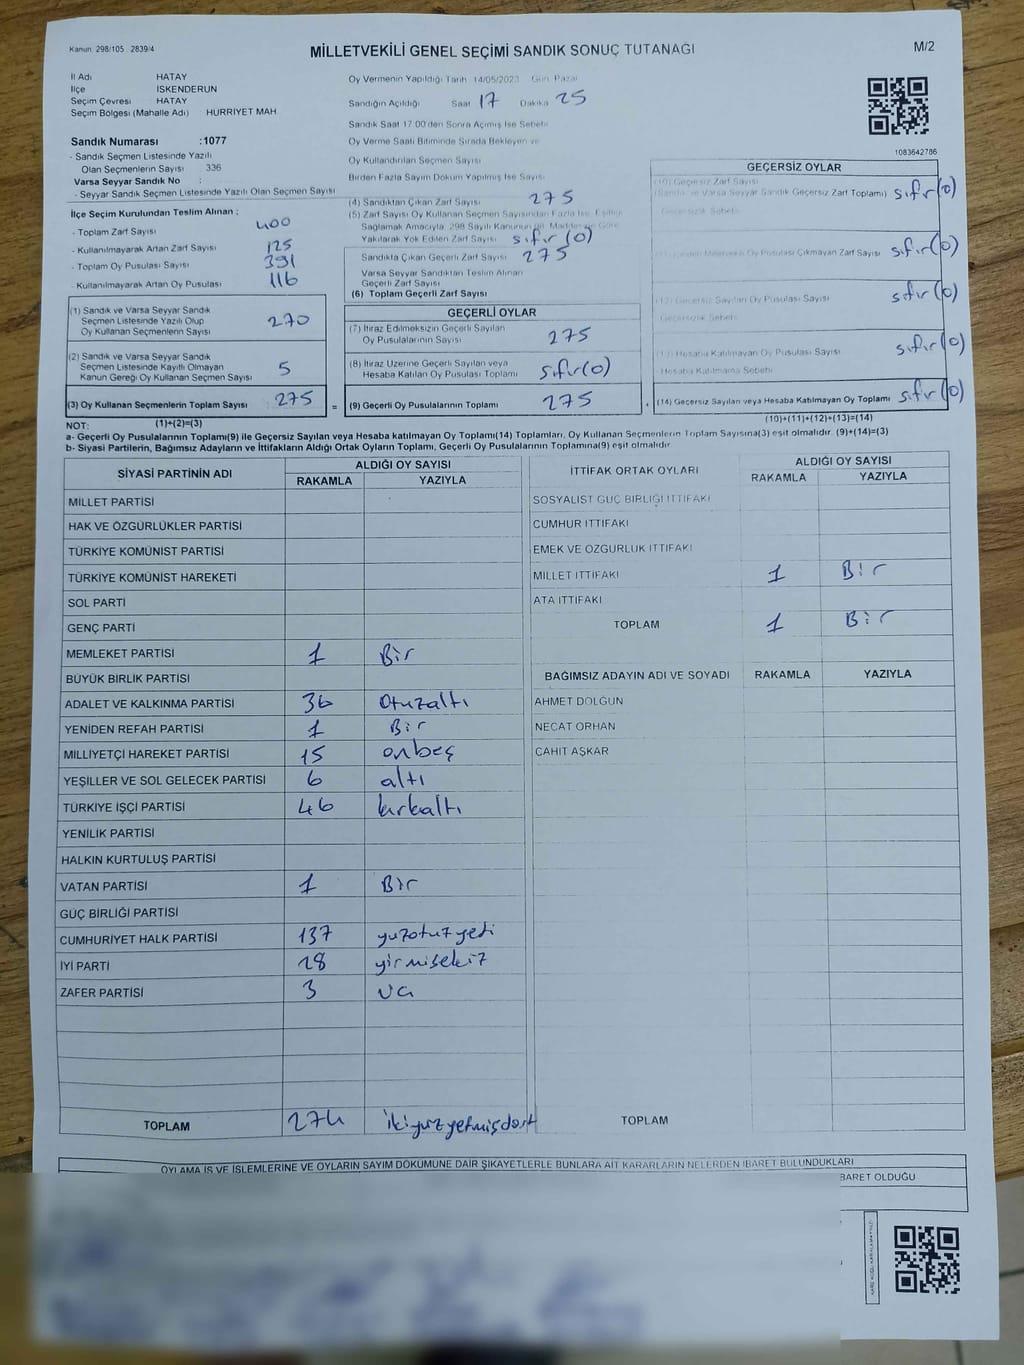 Kanun: 298/105 2839/4
MİLLETVEKİLİ GENEL SEÇİMİ SANDIK SONUÇ TUTANAĞI
M/2
İl Adı HATAY
İlçe İSKENDERUN
Seçim Çevresi HATAY
Seçim Bölgesi (Mahalle Adı) HÜRRİYET MAH.
Oy Vermenin Yapıldığı Tarih 14/05/2023 Gün Pazar
Sandığın Açıldığı Saat 17 Dakika 25
Sandık Saat 17:00'den Sonra Açılmış İse Sebebi
Sandık Numarası :1077
- Sandık Seçmen Listesinde Yazılı
Olan Seçmenlerin Sayısı 336
Varsa Seyyar Sandık No :
- Seyyar Sandık Seçmen Listesinde Yazılı Olan Seçmen Sayısı
Oy Verme Saati Bitiminde Sırada Bekleyen ve
Oy Kullandırılan Seçmen Sayısı
Birden Fazla Sayım Döküm Yapılmış İse Sayısı
1083642786
İlçe Seçim Kurulundan Teslim Alınan :
- Toplam Zarf Sayısı 400
- Kullanılmayarak Artan Zarf Sayısı 125
- Toplam Oy Pusulası Sayısı 391
- Kullanılmayarak Artan Oy Pusulası 116
(4) Sandıktan Çıkan Zarf Sayısı 275
(5) Zarf Sayısı Oy Kullanan Seçmen Sayısından Fazla İse, Eşitliği
Sağlamak Amacıyla, 298 Sayılı Kanunun 98. Maddesine Göre
Yakılarak Yok Edilen Zarf Sayısı sıfır (0)
Sandıkta Çıkan Geçerli Zarf Sayısı 275
Varsa Seyyar Sandıktan Teslim Alınan
Geçerli Zarf Sayısı
(6) Toplam Geçerli Zarf Sayısı
GEÇERSİZ OYLAR
(10) Geçersiz Zarf Sayısı
(Sandık ve Varsa Seyyar Sandık Geçersiz Zarf Toplamı) sıfır(0)
Geçersizlik Sebebi
(11) İçinden Milletvekili Oy Pusulası Çıkmayan Zarf Sayısı sıfır(0)
(12) Geçersiz Sayılan Oy Pusulası Sayısı sıfır(0)
Geçersizlik Sebebi
(13) Hesaba Katılmayan Oy Pusulası Sayısı sıfır(0)
Hesaba Katılmama Sebebi
(14) Geçersiz Sayılan veya Hesaba Katılmayan Oy Toplamı sıfır(0)
(10)+(11)+(12)+(13)=(14)
(1) Sandık ve Varsa Seyyar Sandık
Seçmen Listesinde Yazılı Olup
Oy Kullanan Seçmenlerin Sayısı 270
(2) Sandık ve Varsa Seyyar Sandık
Seçmen Listesinde Kayıtlı Olmayan
Kanun Gereği Oy Kullanan Seçmen Sayısı 5
(3) Oy Kullanan Seçmenlerin Toplam Sayısı 275
GEÇERLİ OYLAR
(7) İtiraz Edilmeksizin Geçerli Sayılan
Oy Pusulalarının Sayısı 275
(8) İtiraz Üzerine Geçerli Sayılan veya
Hesaba Katılan Oy Pusulası Toplamı sıfır(0)
= (9) Geçerli Oy Pusulalarının Toplamı 275 +
NOT: (1)+(2)=(3)
a- Geçerli Oy Pusulalarının Toplamı(9) ile Geçersiz Sayılan veya Hesaba katılmayan Oy Toplamı(14) Toplamları, Oy Kullanan Seçmenlerin Toplam Sayısına(3) eşit olmalıdır. (9)+(14)=(3)
b- Siyasi Partilerin, Bağımsız Adayların ve İttifakların Aldığı Ortak Oyların Toplamı, Geçerli Oy Pusulalarının Toplamına(9) eşit olmalıdır.
SİYASİ PARTİNİN ADI ALDIĞI OY SAYISI
RAKAMLA YAZIYLA
MİLLET PARTİSİ
HAK VE ÖZGÜRLÜKLER PARTİSİ
TÜRKİYE KOMÜNİST PARTİSİ
TÜRKİYE KOMÜNİST HAREKETİ
SOL PARTİ
GENÇ PARTİ
MEMLEKET PARTİSİ 1 Bir
BÜYÜK BİRLİK PARTİSİ
ADALET VE KALKINMA PARTİSİ 36 otuzaltı
YENİDEN REFAH PARTİSİ 1 Bir
MİLLİYETÇİ HAREKET PARTİSİ 15 onbeş
YEŞİLLER VE SOL GELECEK PARTİSİ 6 altı
TÜRKİYE İŞÇİ PARTİSİ 46 kırkaltı
YENİLİK PARTİSİ
HALKIN KURTULUŞ PARTİSİ
VATAN PARTİSİ 1 Bir
GÜÇ BİRLİĞİ PARTİSİ
CUMHURİYET HALK PARTİSİ 137 yuzotuzyedi
İYİ PARTİ 28 yirmisekiz
ZAFER PARTİSİ 3 üç
TOPLAM 274 ikiyuzyetmişdört
İTTİFAK ORTAK OYLARI ALDIĞI OY SAYISI
RAKAMLA YAZIYLA
SOSYALİST GÜÇ BİRLİĞİ İTTİFAKI
CUMHUR İTTİFAKI
EMEK VE ÖZGÜRLÜK İTTİFAKI
MİLLET İTTİFAKI 1 Bir
ATA İTTİFAKI
TOPLAM 1 Bir
BAĞIMSIZ ADAYIN ADI VE SOYADI RAKAMLA YAZIYLA
AHMET DOLGUN
NECAT ORHAN
CAHİT AŞKAR
TOPLAM
OYLAMA İŞ VE İŞLEMLERİNE VE OYLARIN SAYIM DÖKÜMÜNE DAİR ŞİKAYETLERLE BUNLARA AİT KARARLARIN NELERDEN İBARET BULUNDUKLARI
BARET OLDUĞU